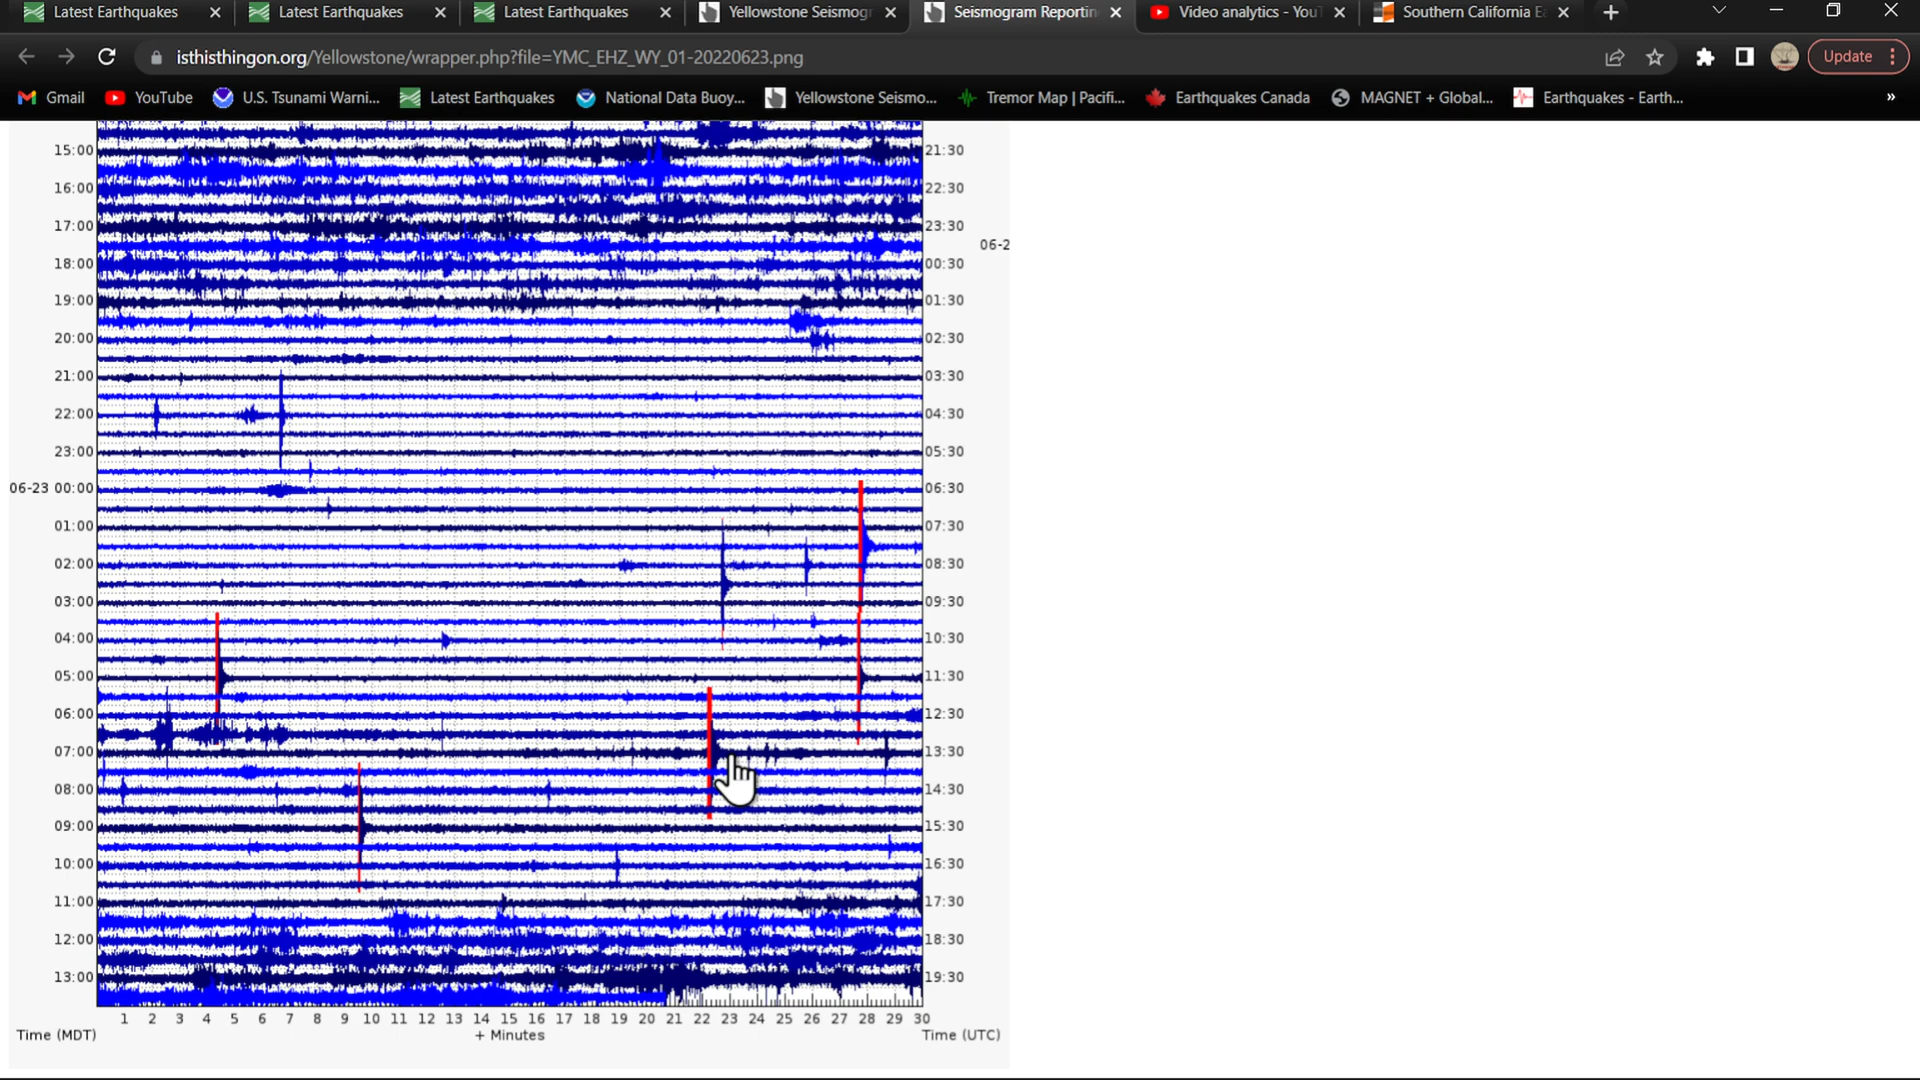 Latest Earthquakes
Latest Earthquakes
Latest Earthquakes
Yellowstone Seismog
Seismogram Reportin
Video analytics - YouT
Southern California Ea
isthisthingon.org/Yellowstone/wrapper.php?file=YMC_EHZ_WY_01-20220623.png
Update
Gmail
YouTube
U.S. Tsunami Warni...
Latest Earthquakes
National Data Buoy...
Yellowstone Seismo...
Tremor Map | Pacifi...
Earthquakes Canada
MAGNET + Global...
Earthquakes - Earth...
»
15:00 21:30
16:00 22:30
17:00 23:30
06-2
18:00 00:30
19:00 01:30
20:00 02:30
21:00 03:30
22:00 04:30
23:00 05:30
06-23 00:00 06:30
01:00 07:30
02:00 08:30
03:00 09:30
04:00 10:30
05:00 11:30
06:00 12:30
07:00 13:30
08:00 14:30
09:00 15:30
10:00 16:30
11:00 17:30
12:00 18:30
13:00 19:30
1 2 3 4 5 6 7 8 9 10 11 12 13 14 15 16 17 18 19 20 21 22 23 24 25 26 27 28 29 30
Time (MDT) + Minutes Time (UTC)